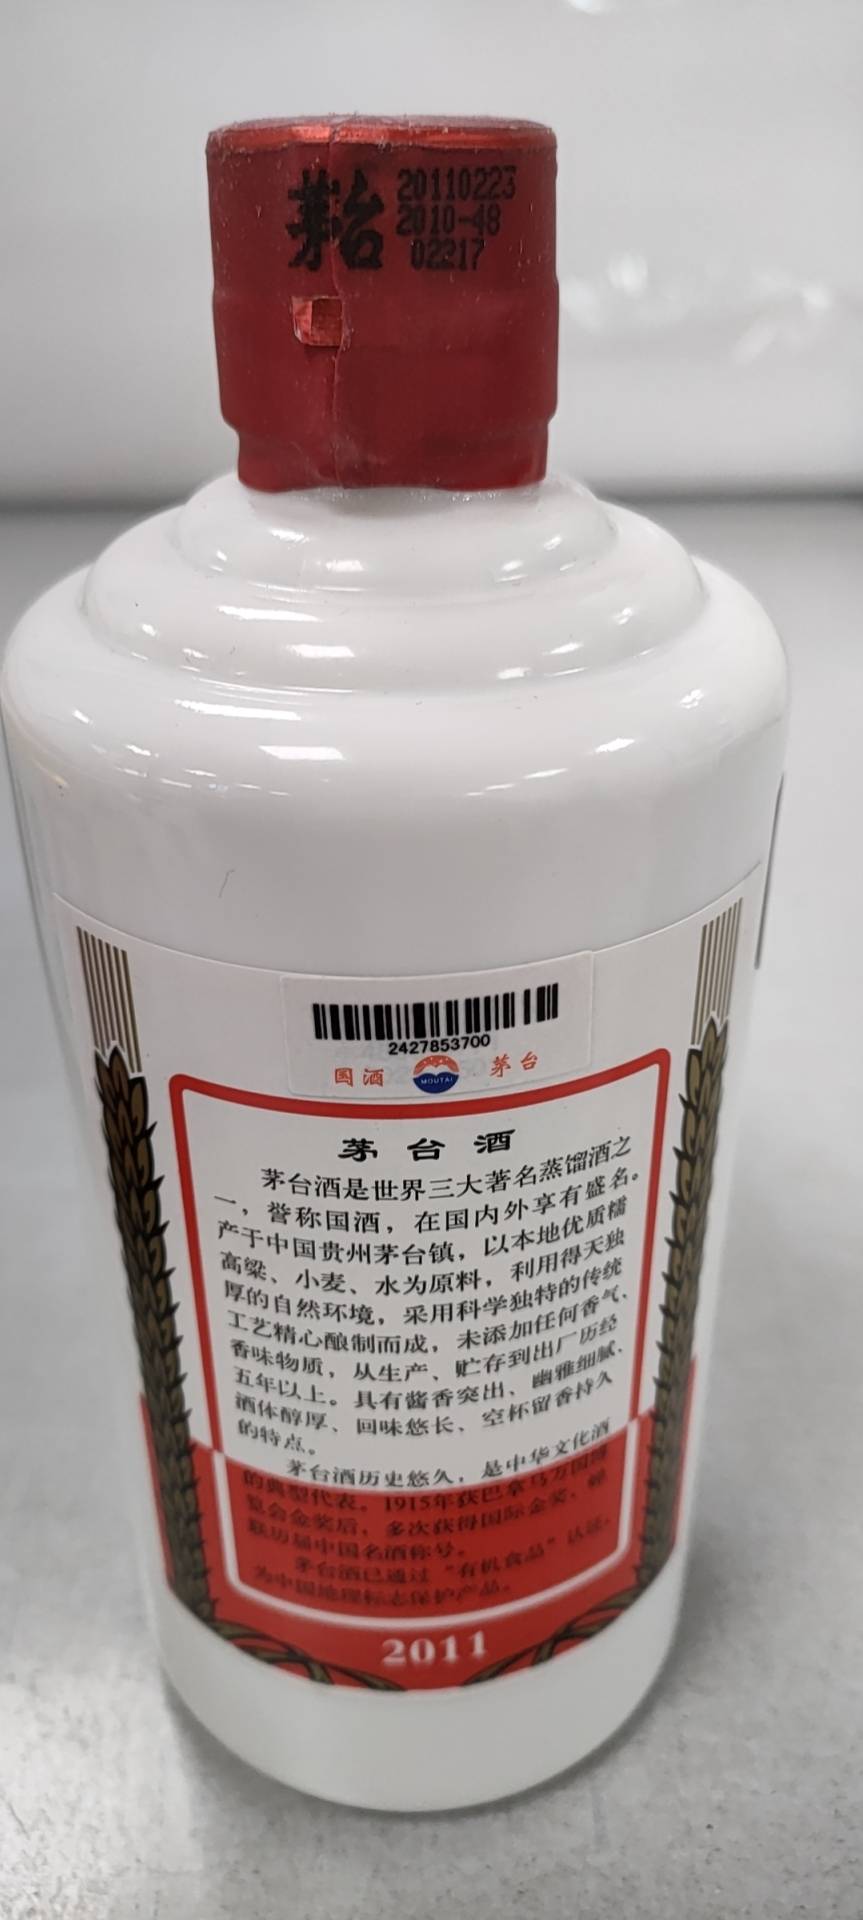 茅台 20110223
2010-48
02217
2427853700
国酒 MOUTAI 茅台
茅台酒
茅台酒是世界三大著名蒸馏酒之
一，誉称国酒，在国内外享有盛名。
产于中国贵州茅台镇，以本地优质糯
高粱、小麦、水为原料，利用得天独
厚的自然环境，采用科学独特的传统
工艺精心酿制而成，未添加任何香气、
香味物质，从生产、贮存到出厂历经
五年以上。具有酱香突出、幽雅细腻、
酒体醇厚、回味悠长、空杯留香持久
的特点。
茅台酒历史悠久，是中华文化酒
的典型代表。1915年获巴拿马万国博
览会金奖后，多次获得国际金奖，蝉
联历届中国名酒称号。
茅台酒已通过“有机食品”认证，
为中国地理标志保护产品。
2011